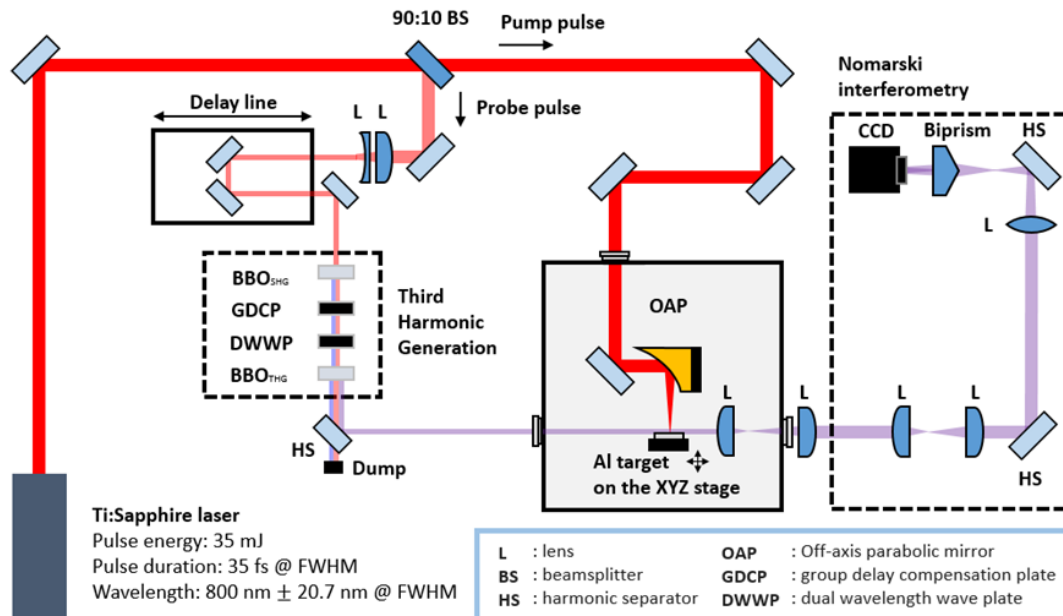 90:10 BS
Pump pulse
Probe pulse
Delay line
L L
Nomarski
interferometry
CCD Biprism HS
L
BBOSHG
GDCP
DWWP
BBOTHG
Third
Harmonic
Generation
OAP
HS
Dump
L L L L
Al target
on the XYZ stage
HS
Ti:Sapphire laser
Pulse energy: 35 mJ
Pulse duration: 35 fs @ FWHM
Wavelength: 800 nm ± 20.7 nm @ FWHM
L : lens
BS : beamsplitter
HS : harmonic separator
OAP : Off-axis parabolic mirror
GDCP : group delay compensation plate
DWWP : dual wavelength wave plate